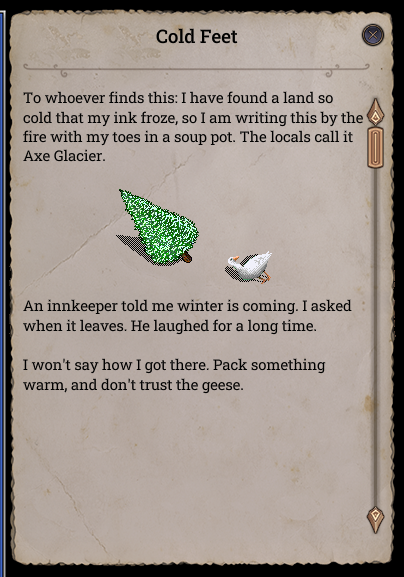 Cold Feet
To whoever finds this: I have found a land so
cold that my ink froze, so I am writing this by the
fire with my toes in a soup pot. The locals call it
Axe Glacier.
An innkeeper told me winter is coming. I asked
when it leaves. He laughed for a long time.
I won't say how I got there. Pack something
warm, and don't trust the geese.